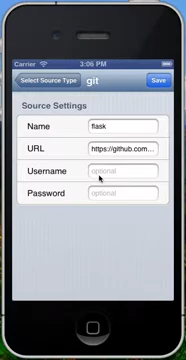 Carrier 3:06 PM
Select Source Type git Save
Source Settings
Name flask
URL https://github.com...
Username optional
Password optional